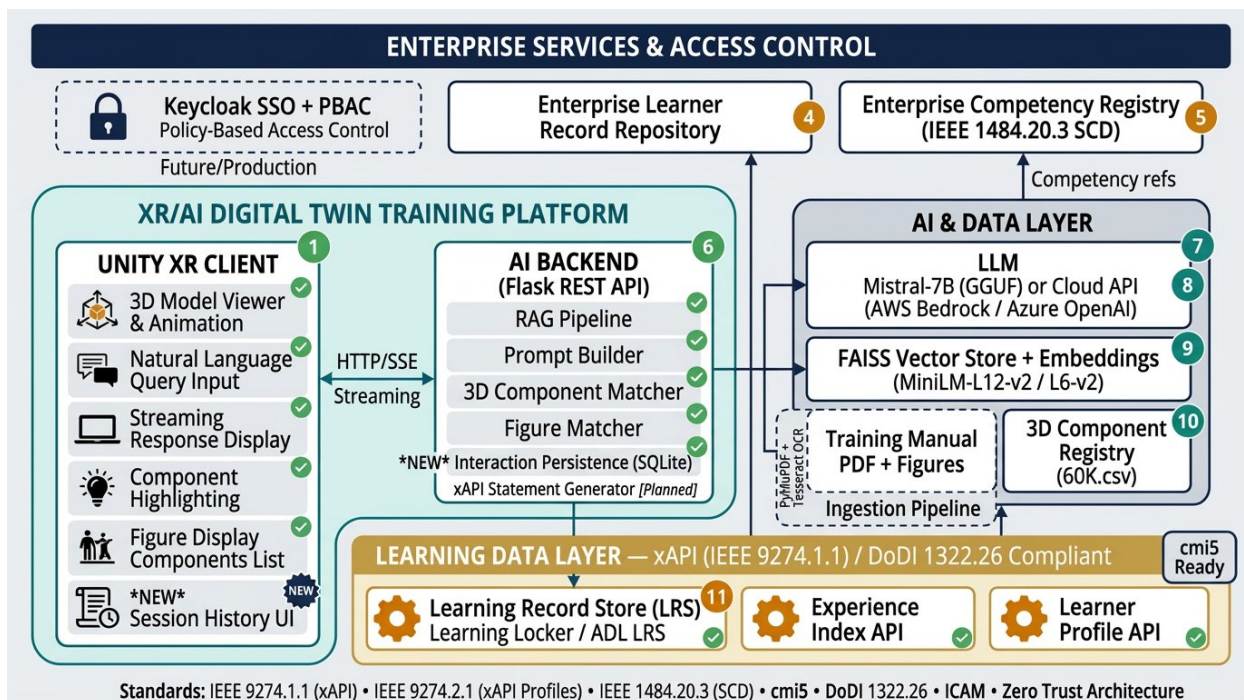 ENTERPRISE SERVICES & ACCESS CONTROL
Keycloak SSO + PBAC
Policy-Based Access Control
Future/Production
Enterprise Learner
Record Repository
4
Enterprise Competency Registry
(IEEE 1484.20.3 SCD)
5
Competency refs
XR/AI DIGITAL TWIN TRAINING PLATFORM
1
UNITY XR CLIENT
3D Model Viewer
& Animation
Natural Language
Query Input
Streaming
Response Display
Component
Highlighting
Figure Display
Components List
*NEW*
Session History UI
NEW
HTTP/SSE
Streaming
6
AI BACKEND
(Flask REST API)
RAG Pipeline
Prompt Builder
3D Component Matcher
Figure Matcher
*NEW* Interaction Persistence (SQLite)
xAPI Statement Generator [Planned]
AI & DATA LAYER
7
LLM
Mistral-7B (GGUF) or Cloud API
(AWS Bedrock / Azure OpenAI)
8
FAISS Vector Store + Embeddings
(MiniLM-L12-v2 / L6-v2)
9
PyMuPDF +
Tesseract OCR
Training Manual
PDF + Figures
Ingestion Pipeline
3D Component
Registry
(60K.csv)
10
LEARNING DATA LAYER — xAPI (IEEE 9274.1.1) / DoDI 1322.26 Compliant
cmi5
Ready
Learning Record Store (LRS)
Learning Locker / ADL LRS
11
Experience
Index API
Learner
Profile API
Standards: IEEE 9274.1.1 (xAPI) • IEEE 9274.2.1 (xAPI Profiles) • IEEE 1484.20.3 (SCD) • cmi5 • DoDI 1322.26 • ICAM • Zero Trust Architecture